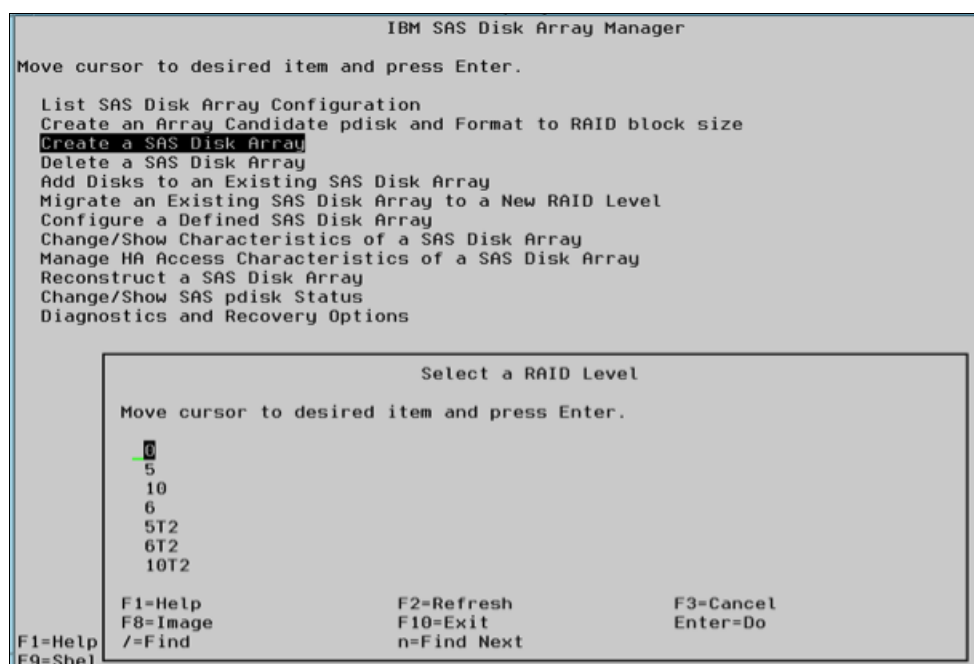 IBM SAS Disk Array Manager
Move cursor to desired item and press Enter.
List SAS Disk Array Configuration
Create an Array Candidate pdisk and Format to RAID block size
Create a SAS Disk Array
Delete a SAS Disk Array
Add Disks to an Existing SAS Disk Array
Migrate an Existing SAS Disk Array to a New RAID Level
Configure a Defined SAS Disk Array
Change/Show Characteristics of a SAS Disk Array
Manage HA Access Characteristics of a SAS Disk Array
Reconstruct a SAS Disk Array
Change/Show SAS pdisk Status
Diagnostics and Recovery Options
Select a RAID Level
Move cursor to desired item and press Enter.
0
5
10
6
5T2
6T2
10T2
F1=Help F2=Refresh F3=Cancel
F8=Image F10=Exit Enter=Do
F1=Help /=Find n=Find Next
F9=Shel